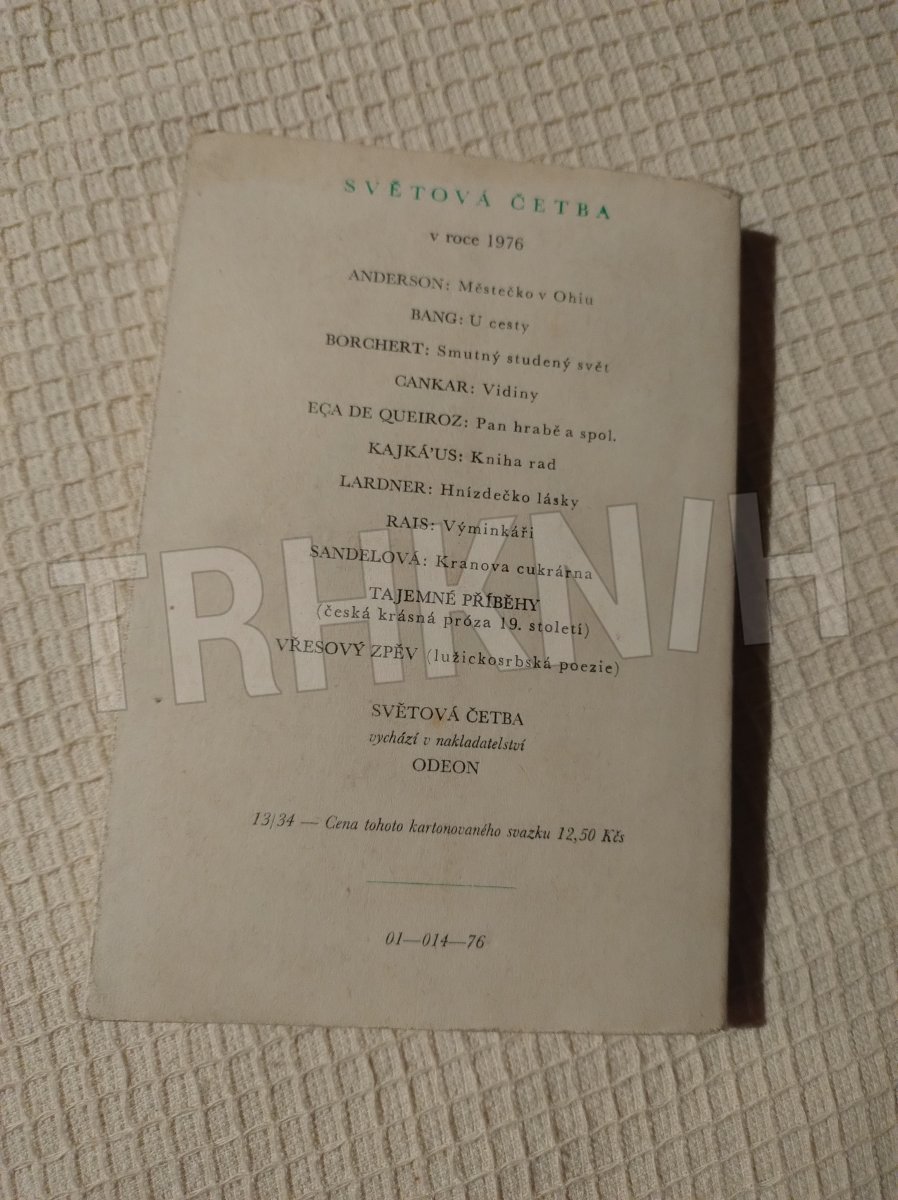 SVĚTOVÁ ČETBA
v roce 1976
ANDERSON: Městečko v Ohiu
BANG: U cesty
BORCHERT: Smutný studený svět
CANKAR: Vidiny
EÇA DE QUEIROZ: Pan hrabě a spol.
KAJKÁ'US: Kniha rad
LARDNER: Hnízdečko lásky
RAIS: Výminkáři
SANDELOVÁ: Kranova cukrárna
TAJEMNÉ PŘÍBĚHY
(česká krásná próza 19. století)
VŘESOVÝ ZPĚV (lužickosrbská poezie)
TRHKNIH
SVĚTOVÁ ČETBA
vychází v nakladatelství
ODEON
13/34 — Cena tohoto kartonovaného svazku 12,50 Kčs
01—014—76